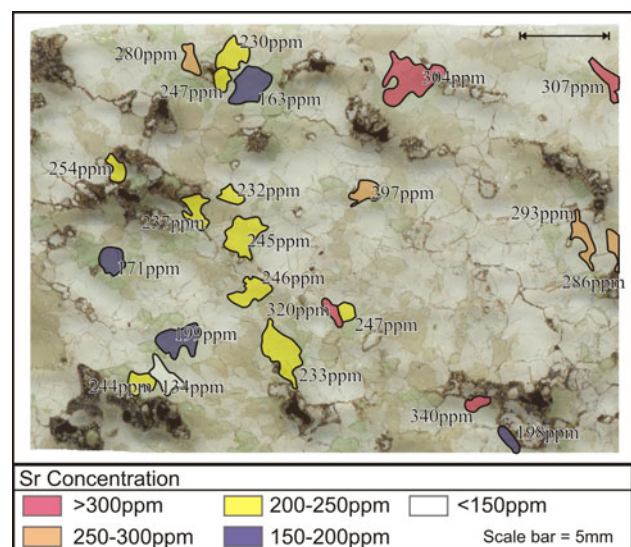 230ppm
280ppm
304ppm
307ppm
247ppm
163ppm
254ppm
232ppm
297ppm
237ppm
293ppm
245ppm
171ppm
286ppm
246ppm
320ppm
247ppm
199ppm
233ppm
244ppm
134ppm
340ppm
198ppm
Sr Concentration
>300ppm 200-250ppm <150ppm
250-300ppm 150-200ppm Scale bar = 5mm